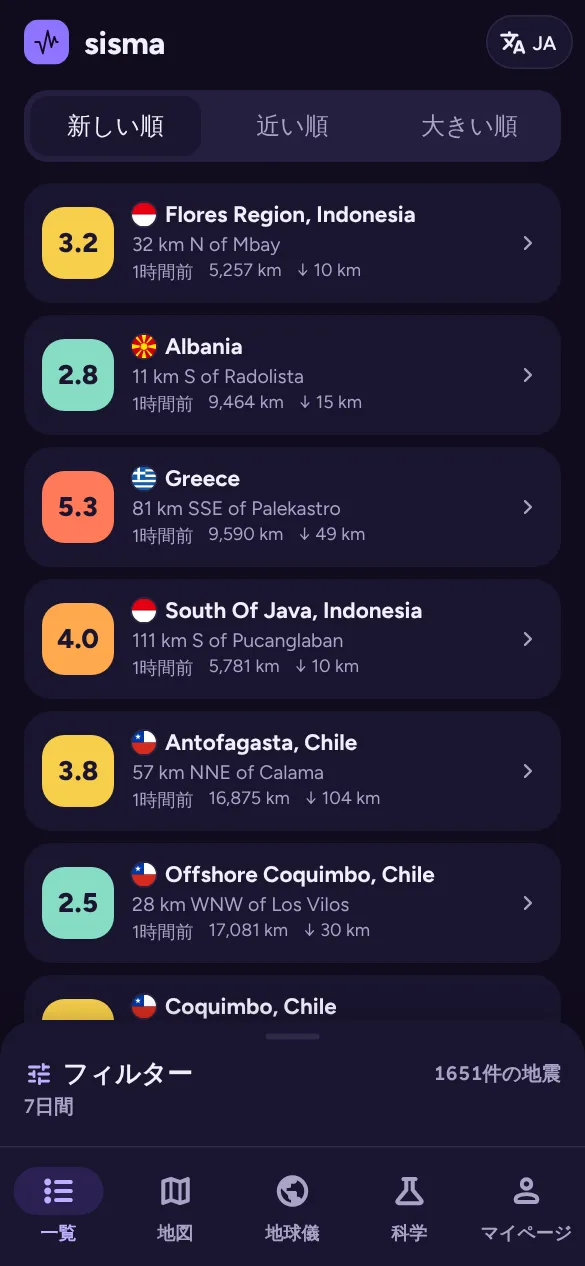 sisma
JA
新しい順
近い順
大きい順
3.2
Flores Region, Indonesia
32 km N of Mbay
1時間前 5,257 km ↓ 10 km
2.8
Albania
11 km S of Radolista
1時間前 9,464 km ↓ 15 km
5.3
Greece
81 km SSE of Palekastro
1時間前 9,590 km ↓ 49 km
4.0
South Of Java, Indonesia
111 km S of Pucanglaban
1時間前 5,781 km ↓ 10 km
3.8
Antofagasta, Chile
57 km NNE of Calama
1時間前 16,875 km ↓ 104 km
2.5
Offshore Coquimbo, Chile
28 km WNW of Los Vilos
1時間前 17,081 km ↓ 30 km
Coquimbo, Chile
フィルター
1651件の地震
7日間
一覧
地図
地球儀
科学
マイページ